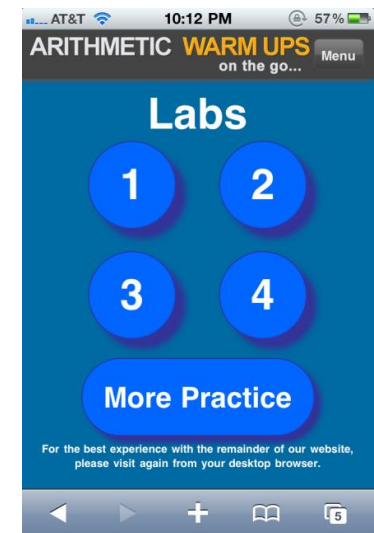 AT&T 10:12 PM 57%
ARITHMETIC WARM UPS
on the go...
Menu
Labs
1 2
3 4
More Practice
For the best experience with the remainder of our website,
please visit again from your desktop browser.
5